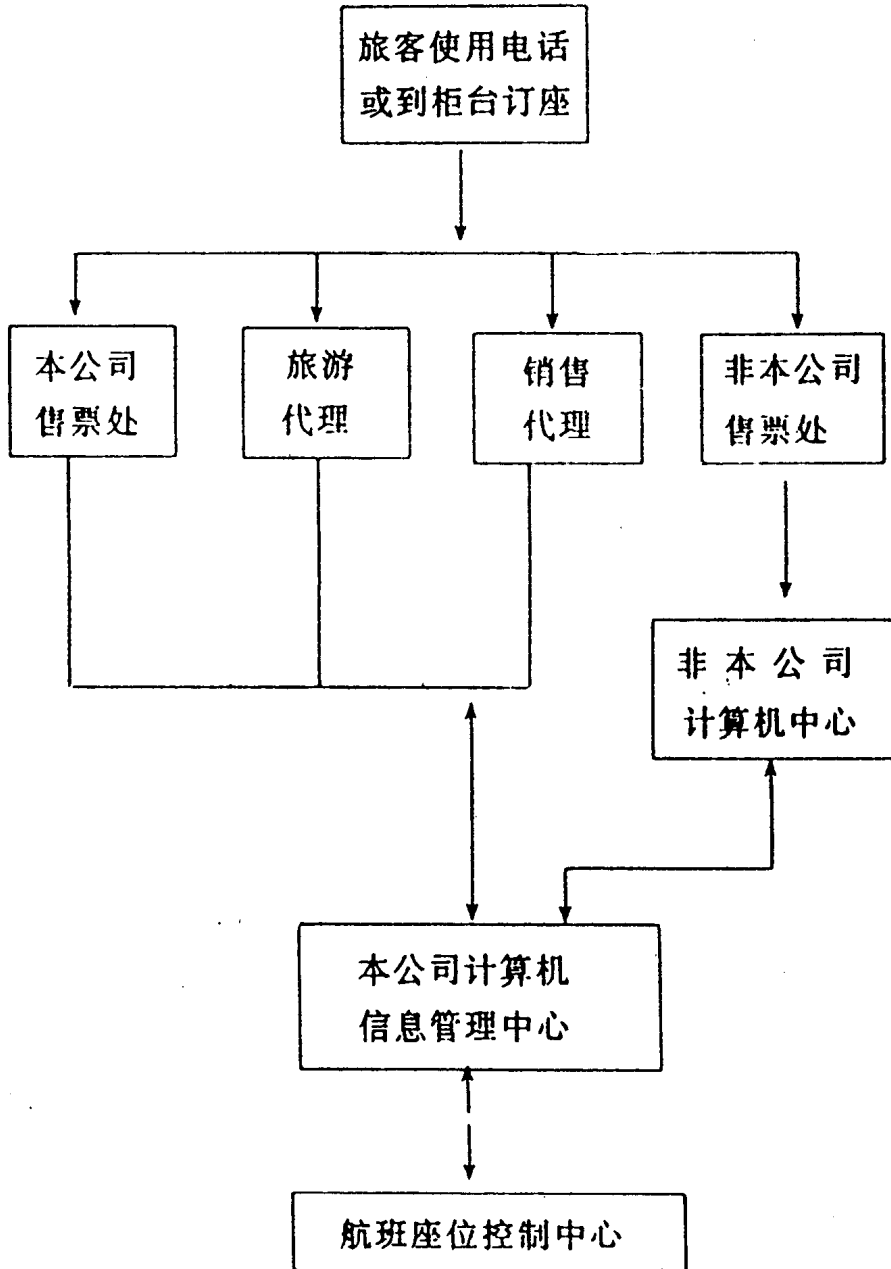 旅客使用电话
或到柜台订座
本公司
售票处
旅游
代理
销售
代理
非本公司
售票处
非本公司
计算机中心
本公司计算机
信息管理中心
航班座位控制中心